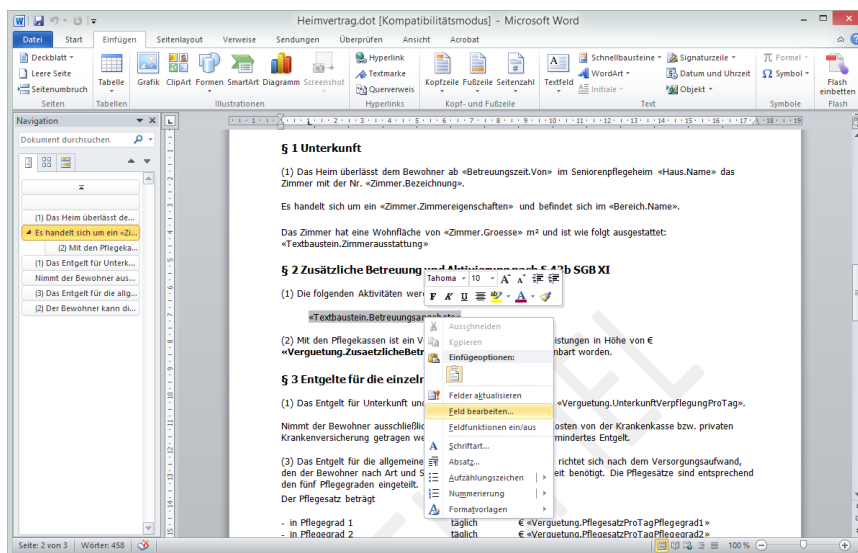 Heimvertrag.dot [Kompatibilitätsmodus] - Microsoft Word
Datei Start Einfügen Seitenlayout Verweise Sendungen Überprüfen Ansicht Acrobat
Deckblatt
Leere Seite
Seitenumbruch
Seiten
Tabelle
Tabellen
Grafik ClipArt Formen SmartArt Diagramm Screenshot
Illustrationen
Hyperlink
Textmarke
Querverweis
Hyperlinks
Kopfzeile Fußzeile Seitenzahl
Kopf- und Fußzeile
Textfeld
Schnellbausteine
WordArt
Initiale
Signaturzeile
Datum und Uhrzeit
Objekt
Text
Formel
Symbol
Symbole
Flash einbetten
Flash
Navigation
Dokument durchsuchen
(1) Das Heim überlässt de...
Es handelt sich um ein «Zi...
(2) Mit den Pflegeka...
(1) Das Entgelt für Unterk...
Nimmt der Bewohner aus...
(3) Das Entgelt für die allg...
(2) Der Bewohner kann di...
§ 1 Unterkunft
(1) Das Heim überlässt dem Bewohner ab «Betreuungszeit.Von» im Seniorenpflegeheim «Haus.Name» das
Zimmer mit der Nr. «Zimmer.Bezeichnung».
Es handelt sich um ein «Zimmer.Zimmereigenschaften» und befindet sich im «Bereich.Name».
Das Zimmer hat eine Wohnfläche von «Zimmer.Groesse» m² und ist wie folgt ausgestattet:
«Textbaustein.Zimmerausstattung»
§ 2 Zusätzliche Betreuung und Aktivierung nach § 43b SGB XI
Tahoma 10
F K U
(1) Die folgenden Aktivitäten wer
«Textbaustein.Betreuungsangebote»
(2) Mit den Pflegekassen ist ein V istungen in Höhe von €
«Verguetung.ZusaetzlicheBetr nbart worden.
§ 3 Entgelte für die einzel
(1) Das Entgelt für Unterkunft un «Verguetung.UnterkunftVerpflegungProTag».
Nimmt der Bewohner ausschließlic osten von der Krankenkasse bzw. privaten
Krankenversicherung getragen we mindertes Entgelt.
(3) Das Entgelt für die allgemeine richtet sich nach dem Versorgungsaufwand,
den der Bewohner nach Art und S eit benötigt. Die Pflegesätze sind entsprechend
den fünf Pflegegraden eingeteilt.
Der Pflegesatz beträgt
- in Pflegegrad 1 täglich € «Verguetung.PflegesatzProTagPflegegrad1»
- in Pflegegrad 2 täglich € «Verguetung.PflegesatzProTagPflegegrad2»
Ausschneiden
Kopieren
Einfügeoptionen:
Felder aktualisieren
Feld bearbeiten...
Feldfunktionen ein/aus
Schriftart...
Absatz...
Aufzählungszeichen
Nummerierung
Formatvorlagen
Seite: 2 von 3 Wörter: 458 100 %